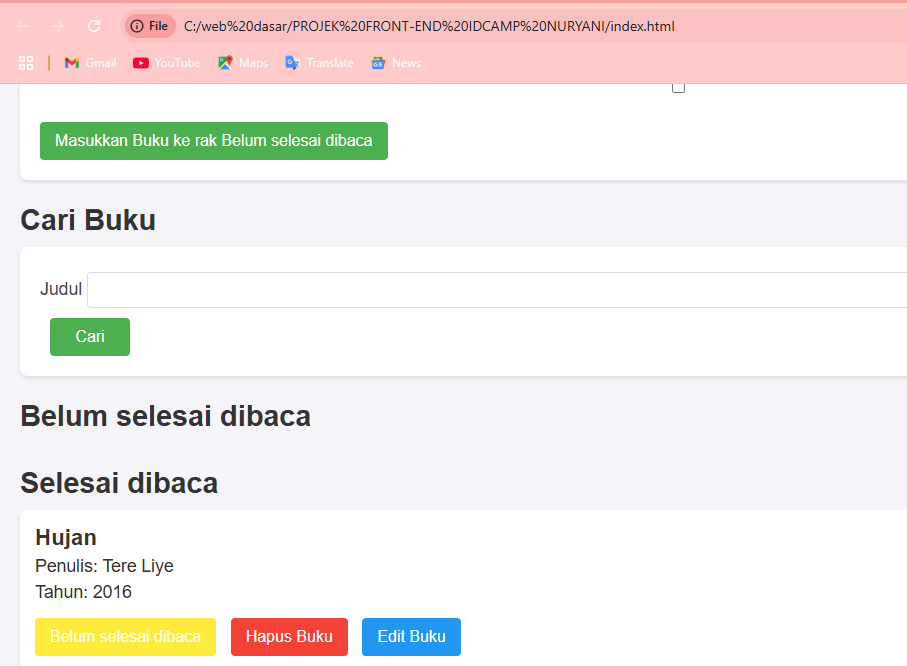 File C:/web%20dasar/PROJEK%20FRONT-END%20IDCAMP%20NURYANI/index.html
Gmail YouTube Maps Translate News
Masukkan Buku ke rak Belum selesai dibaca
Cari Buku
Judul
Cari
Belum selesai dibaca
Selesai dibaca
Hujan
Penulis: Tere Liye
Tahun: 2016
Belum selesai dibaca Hapus Buku Edit Buku